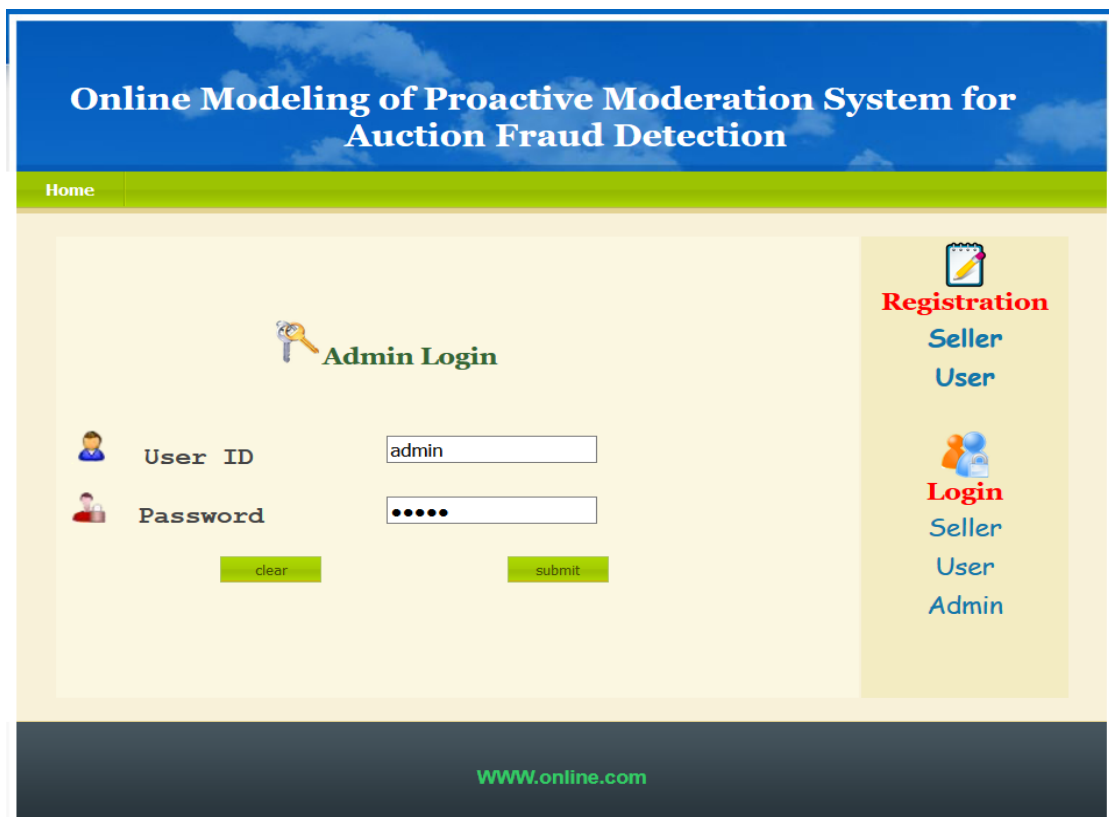 Online Modeling of Proactive Moderation System for
Auction Fraud Detection
Home
Admin Login
User ID
admin
Password
•••••
clear
submit
Registration
Seller
User
Login
Seller
User
Admin
WWW.online.com